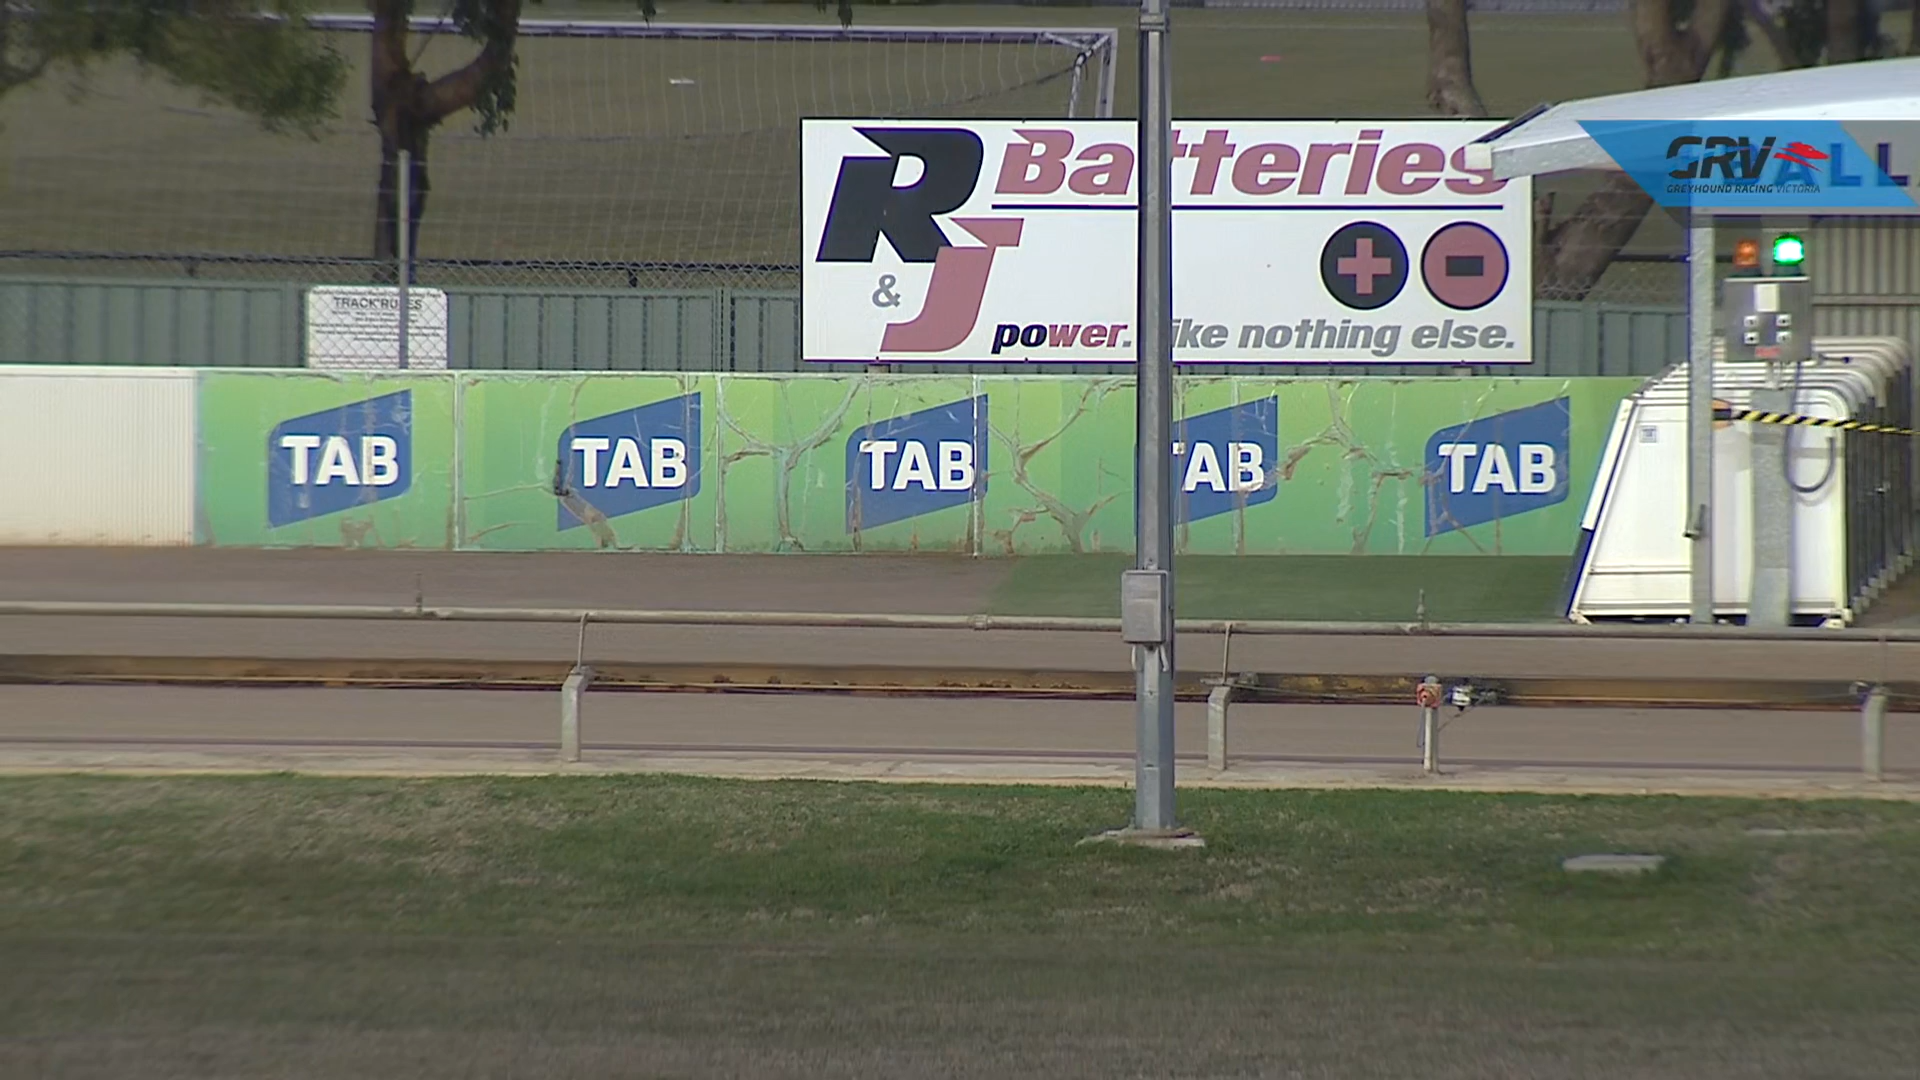 R & J
Batteries
power. like nothing else.
GRV
GREYHOUND RACING VICTORIA
ALL
TRACK RULES
TAB TAB TAB TAB TAB